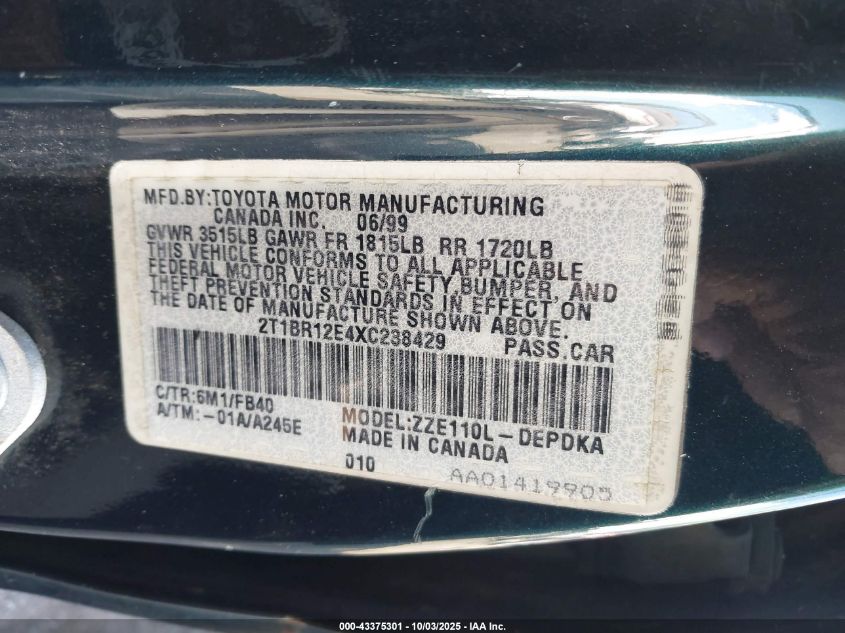 MFD.BY:TOYOTA MOTOR MANUFACTURING
CANADA INC. 06/99
GVWR 3515LB GAWR FR 1815LB RR 1720LB
THIS VEHICLE CONFORMS TO ALL APPLICABLE
FEDERAL MOTOR VEHICLE SAFETY,BUMPER, AND
THEFT PREVENTION STANDARDS IN EFFECT ON
THE DATE OF MANUFACTURE SHOWN ABOVE.
2T1BR12E4XC238429 PASS.CAR
C/TR:6M1/FB40
A/TM:-01A/A245E
MODEL:ZZE110L-DEPDKA
MADE IN CANADA
010
AA01419905
000-43375301 - 10/03/2025 - IAA Inc.